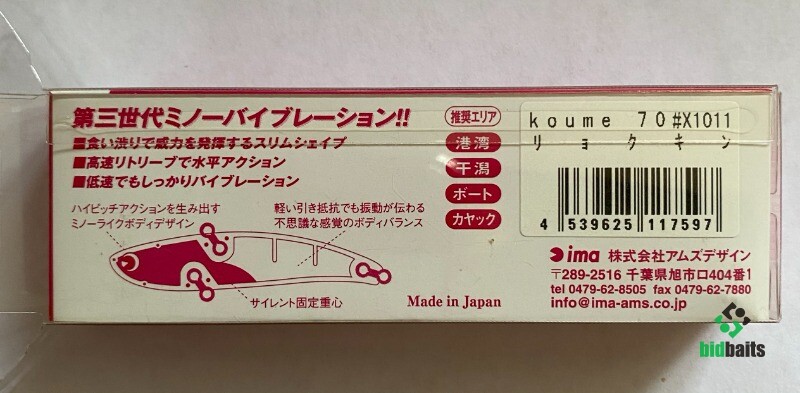 第三世代ミノーバイブレーション!!
■食い渋りで威力を発揮するスリムシェイプ
■高速リトリーブで水平アクション
■低速でもしっかりバイブレーション
ハイピッチアクションを生み出す
ミノーライクボディデザイン
軽い引き抵抗でも振動が伝わる
不思議な感覚のボディバランス
サイレント固定重心
Made in Japan
推奨エリア
港湾
干潟
ボート
カヤック
koume 70#X1011
リョクキン
4 539625 117597
ima 株式会社アムズデザイン
〒289-2516 千葉県旭市ロ404番1
tel 0479-62-8505 fax 0479-62-7880
info@ima-ams.co.jp
bidbaits